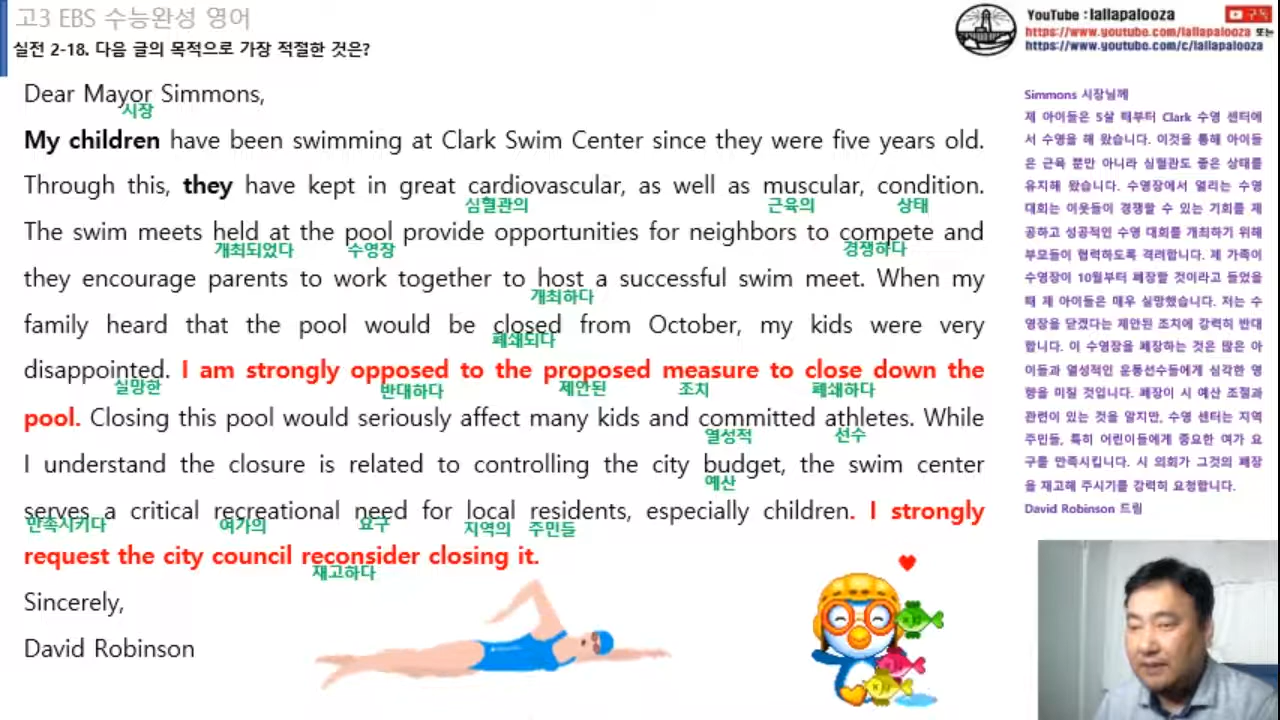 고3 EBS 수능완성 영어
실전 2-18. 다음 글의 목적으로 가장 적절한 것은?
YouTube : lallapalooza
구독
https://www.youtube.com/lallapalooza 또는
https://www.youtube.com/c/lallapalooza
Dear Mayor Simmons,
시장
My children have been swimming at Clark Swim Center since they were five years old.
Through this, they have kept in great cardiovascular, as well as muscular, condition.
심혈관의 근육의 상태
The swim meets held at the pool provide opportunities for neighbors to compete and
개최되었다 수영장 경쟁하다
they encourage parents to work together to host a successful swim meet. When my
개최하다
family heard that the pool would be closed from October, my kids were very
폐쇄되다
disappointed. I am strongly opposed to the proposed measure to close down the
실망한 반대하다 제안된 조치 폐쇄하다
pool. Closing this pool would seriously affect many kids and committed athletes. While
열성적 선수
I understand the closure is related to controlling the city budget, the swim center
예산
serves a critical recreational need for local residents, especially children. I strongly
만족시키다 여가의 요구 지역의 주민들
request the city council reconsider closing it.
재고하다
Sincerely,
David Robinson
Simmons 시장님께
제 아이들은 5살 때부터 Clark 수영 센터에
서 수영을 해 왔습니다. 이것을 통해 아이들
은 근육 뿐만 아니라 심혈관도 좋은 상태를
유지해 왔습니다. 수영장에서 열리는 수영
대회는 이웃들이 경쟁할 수 있는 기회를 제
공하고 성공적인 수영 대회를 개최하기 위해
부모들이 협력하도록 격려합니다. 제 가족이
수영장이 10월부터 폐장할 것이라고 들었을
때 제 아이들은 매우 실망했습니다. 저는 수
영장을 닫겠다는 제안된 조치에 강력히 반대
합니다. 이 수영장을 폐장하는 것은 많은 아
이들과 열성적인 운동선수들에게 심각한 영
향을 미칠 것입니다. 폐장이 시 예산 조절과
관련이 있는 것을 알지만, 수영 센터는 지역
주민들, 특히 어린이들에게 중요한 여가 요
구를 만족시킵니다. 시 의회가 그것의 폐장
을 재고해 주시기를 강력히 요청합니다.
David Robinson 드림